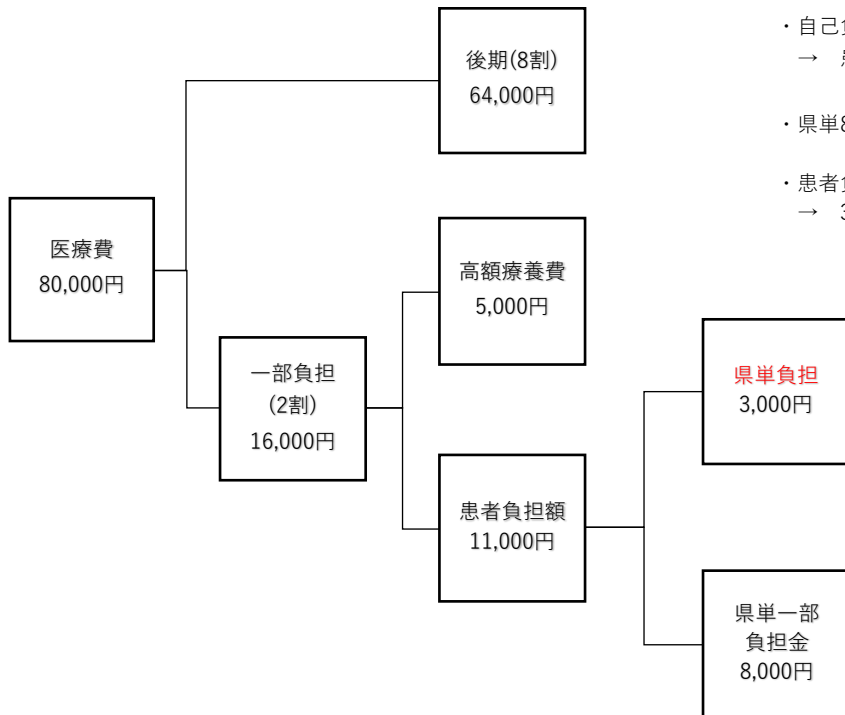 ・自己
→
・県単8
・患者
→ 3
後期(8割)
64,000円
医療費
80,000円
高額療養費
5,000円
一部負担
(2割)
16,000円
県単負担
3,000円
患者負担額
11,000円
県単一部
負担金
8,000円